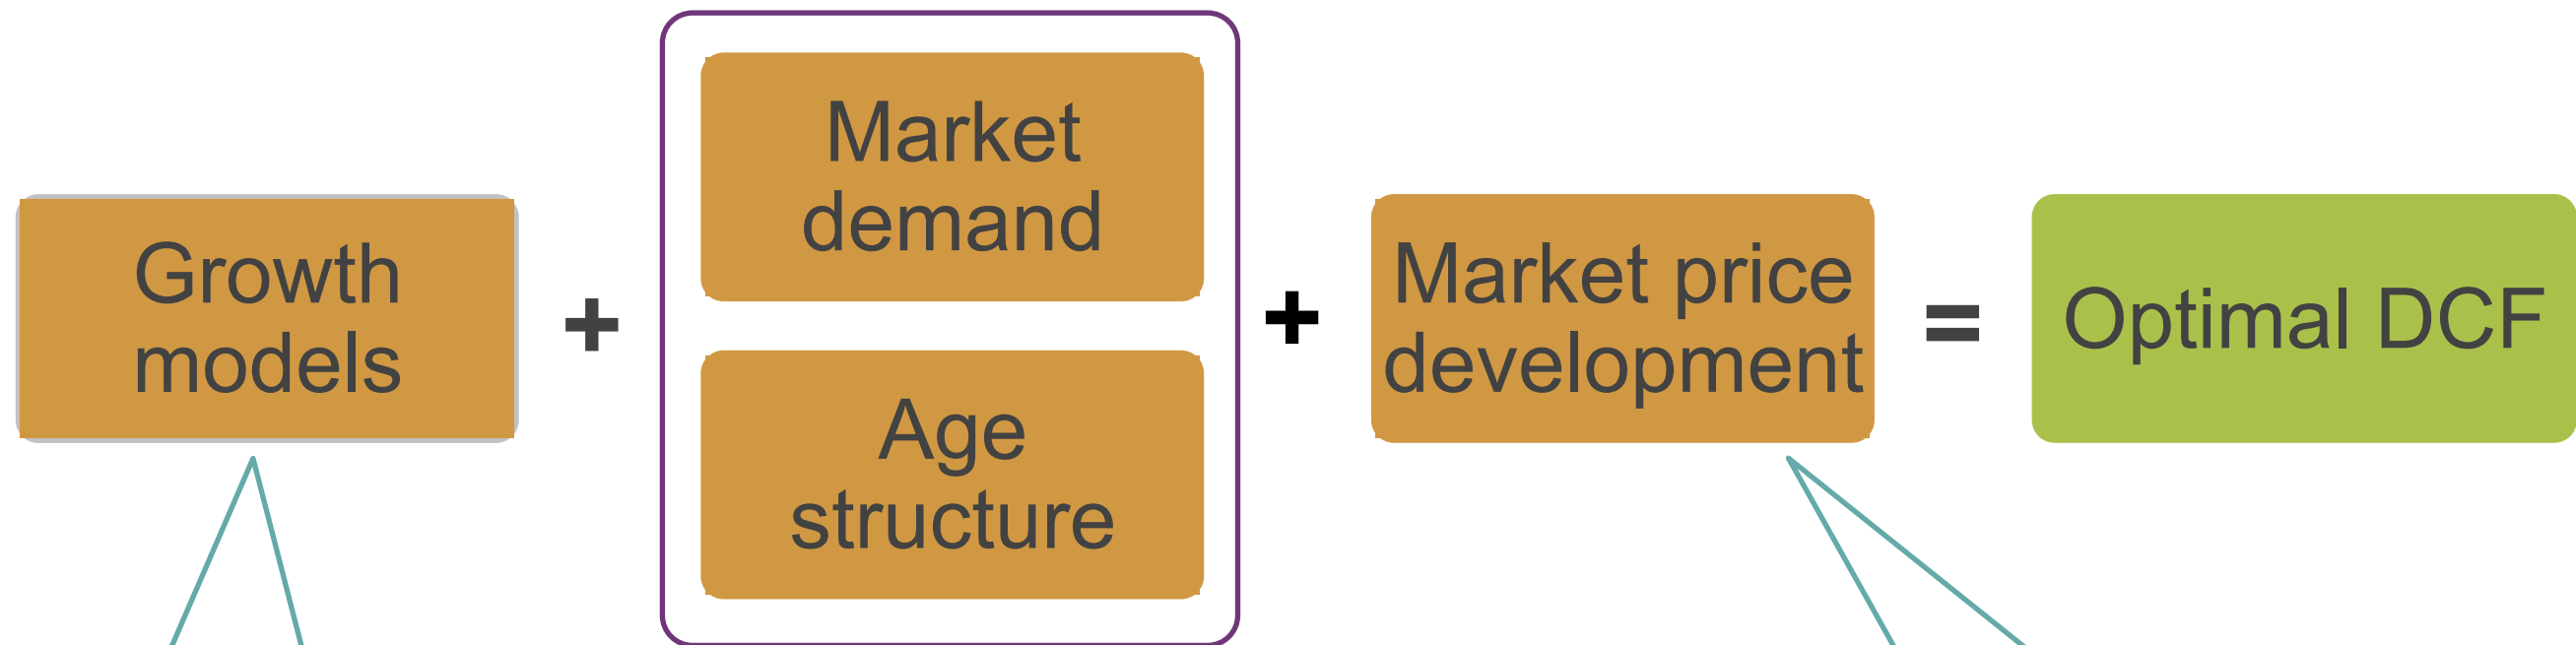 Growth
models
+
Market
demand
Age
structure
+
Market price
development
=
Optimal DCF